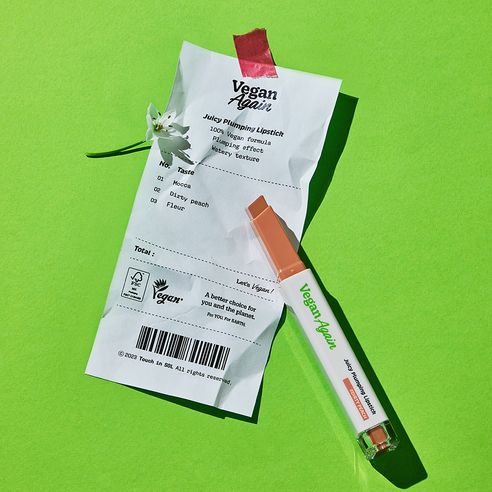 Vegan
Again
Juicy Plumping Lipstick
100% Vegan formula
Plumping effect
Watery texture
No. Taste
01 Mocca
02 Dirty peach
03 Fleur
Total :
Let's Vegan!
FSC
Vegan
A better choice for
you and the planet.
For YOU, For EARTH.
© 2023 Touch in SOL All rights reserved.
Vegan Again
Juicy Plumping Lipstick